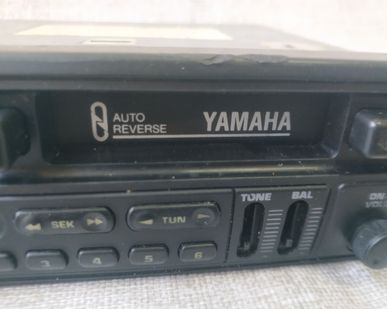 AUTO
REVERSE
YAMAHA
TONE BAL
SEK TUN
3 4 5 6